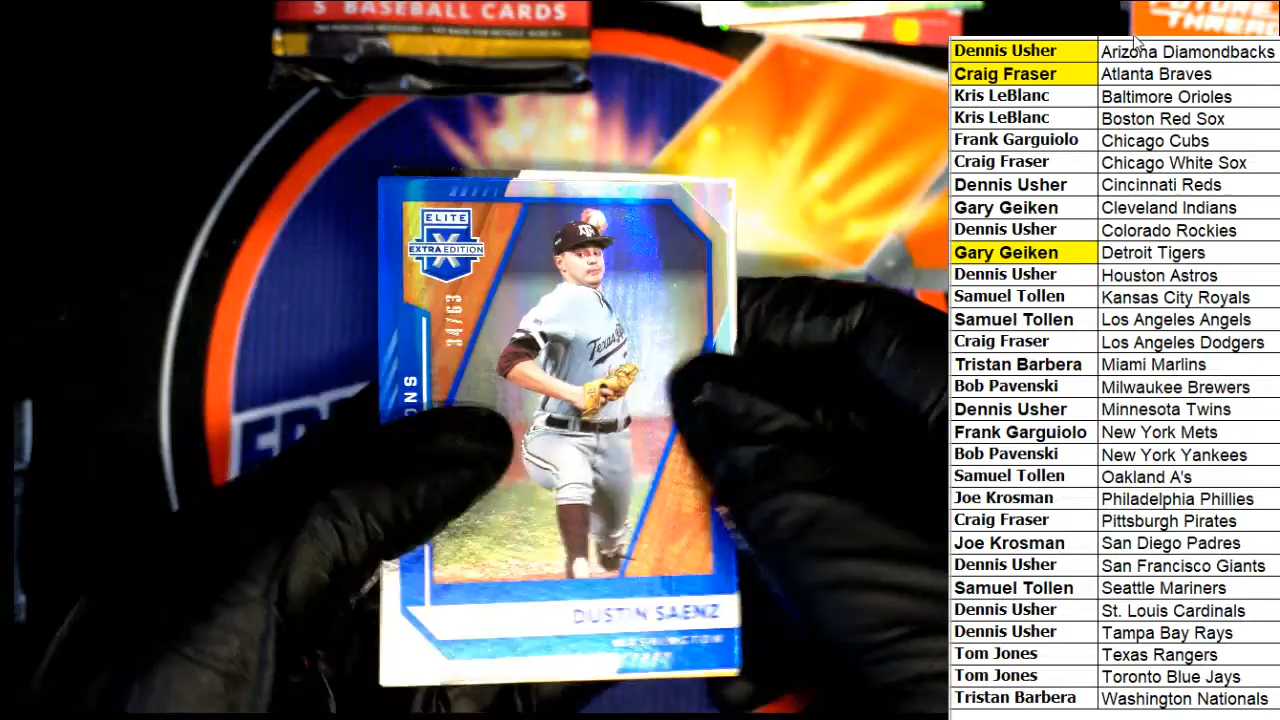 5 BASEBALL CARDS
FUTURE
THREADS
ELITE
X
EXTRA EDITION
34/63
Texas
DUSTIN SAENZ
WASHINGTON
Dennis Usher Arizona Diamondbacks
Craig Fraser Atlanta Braves
Kris LeBlanc Baltimore Orioles
Kris LeBlanc Boston Red Sox
Frank Garguiolo Chicago Cubs
Craig Fraser Chicago White Sox
Dennis Usher Cincinnati Reds
Gary Geiken Cleveland Indians
Dennis Usher Colorado Rockies
Gary Geiken Detroit Tigers
Dennis Usher Houston Astros
Samuel Tollen Kansas City Royals
Samuel Tollen Los Angeles Angels
Craig Fraser Los Angeles Dodgers
Tristan Barbera Miami Marlins
Bob Pavenski Milwaukee Brewers
Dennis Usher Minnesota Twins
Frank Garguiolo New York Mets
Bob Pavenski New York Yankees
Samuel Tollen Oakland A's
Joe Krosman Philadelphia Phillies
Craig Fraser Pittsburgh Pirates
Joe Krosman San Diego Padres
Dennis Usher San Francisco Giants
Samuel Tollen Seattle Mariners
Dennis Usher St. Louis Cardinals
Dennis Usher Tampa Bay Rays
Tom Jones Texas Rangers
Tom Jones Toronto Blue Jays
Tristan Barbera Washington Nationals